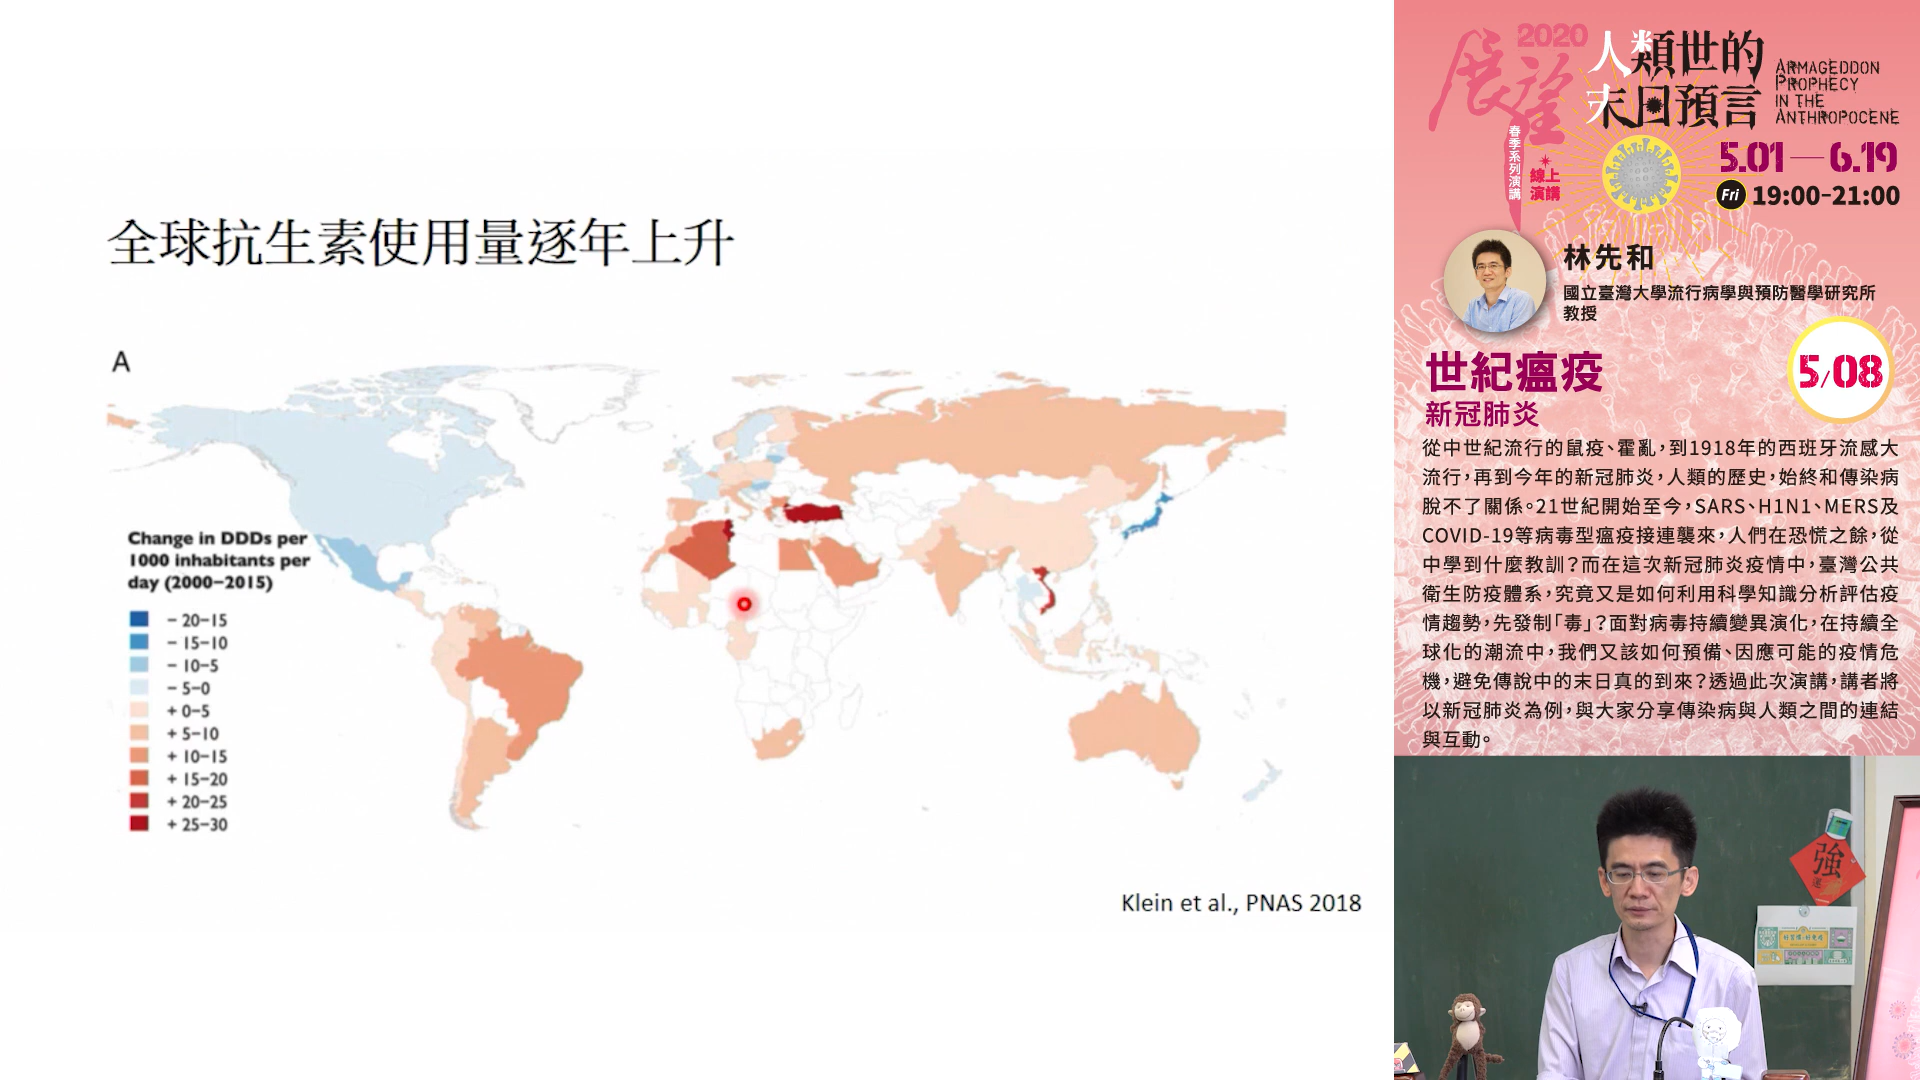 全球抗生素使用量逐年上升
A
Change in DDDs per
1000 inhabitants per
day (2000−2015)
− 20−15
− 15−10
− 10−5
− 5−0
+ 0−5
+ 5−10
+ 10−15
+ 15−20
+ 20−25
+ 25−30
Klein et al., PNAS 2018
2020
展望
春季系列演講
線上
演講
人類世的
末日預言
ARMAGEDDON
PROPHECY
IN THE
ANTHROPOCENE
5.01—6.19
Fri 19:00-21:00
林先和
國立臺灣大學流行病學與預防醫學研究所
教授
5/08
世紀瘟疫
新冠肺炎
從中世紀流行的鼠疫、霍亂,到1918年的西班牙流感大
流行,再到今年的新冠肺炎,人類的歷史,始終和傳染病
脫不了關係。21世紀開始至今,SARS、H1N1、MERS及
COVID-19等病毒型瘟疫接連襲來,人們在恐慌之餘,從
中學到什麼教訓?而在這次新冠肺炎疫情中,臺灣公共
衛生防疫體系,究竟又是如何利用科學知識分析評估疫
情趨勢,先發制「毒」?面對病毒持續變異演化,在持續全
球化的潮流中,我們又該如何預備、因應可能的疫情危
機,避免傳說中的末日真的到來?透過此次演講,講者將
以新冠肺炎為例,與大家分享傳染病與人類之間的連結
與互動。
強